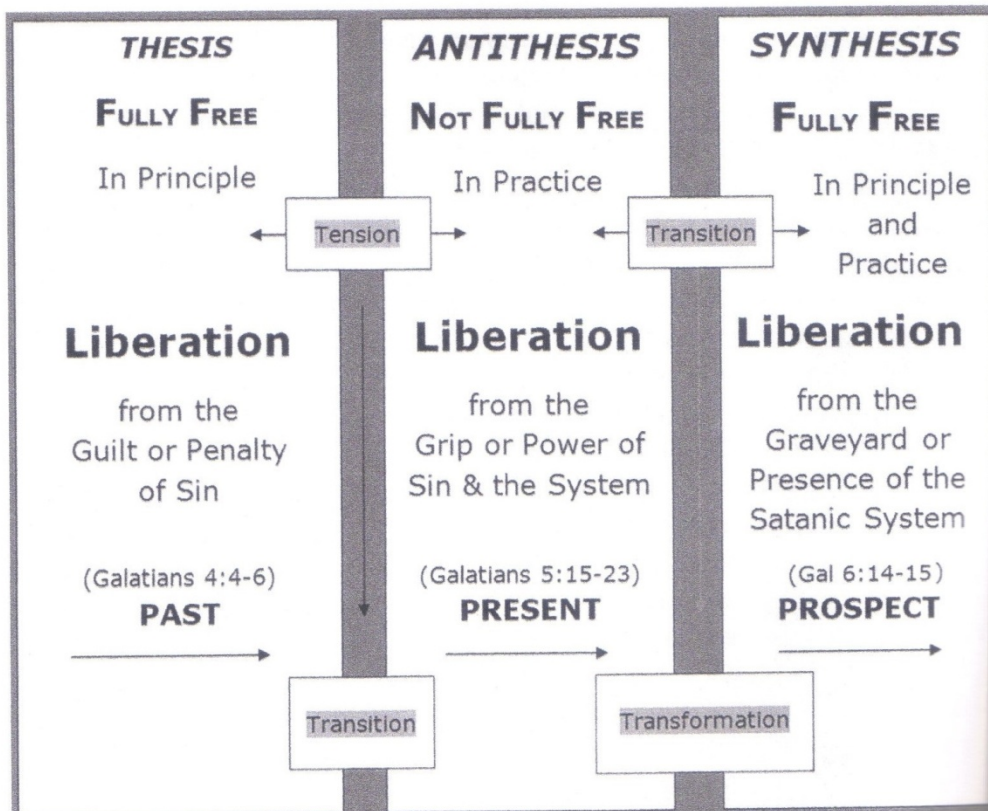 THESIS
FULLY FREE
In Principle
ANTITHESIS
NOT FULLY FREE
In Practice
SYNTHESIS
FULLY FREE
In Principle
and
Practice
Tension
Transition
Liberation
from the
Guilt or Penalty
of Sin
(Galatians 4:4-6)
PAST
Liberation
from the
Grip or Power of
Sin & the System
(Galatians 5:15-23)
PRESENT
Liberation
from the
Graveyard or
Presence of the
Satanic System
(Gal 6:14-15)
PROSPECT
Transition
Transformation